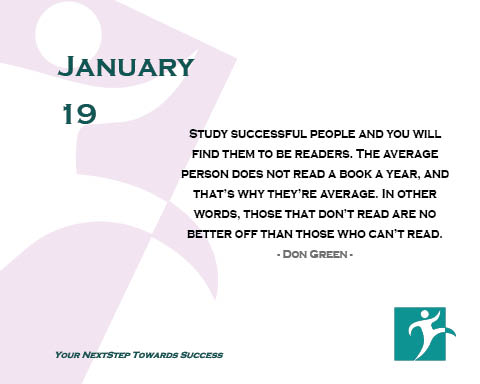 January
19
Study successful people and you will
find them to be readers. The average
person does not read a book a year, and
that's why they're average. In other
words, those that don't read are no
better off than those who can't read.
- Don Green -
Your NextStep Towards Success